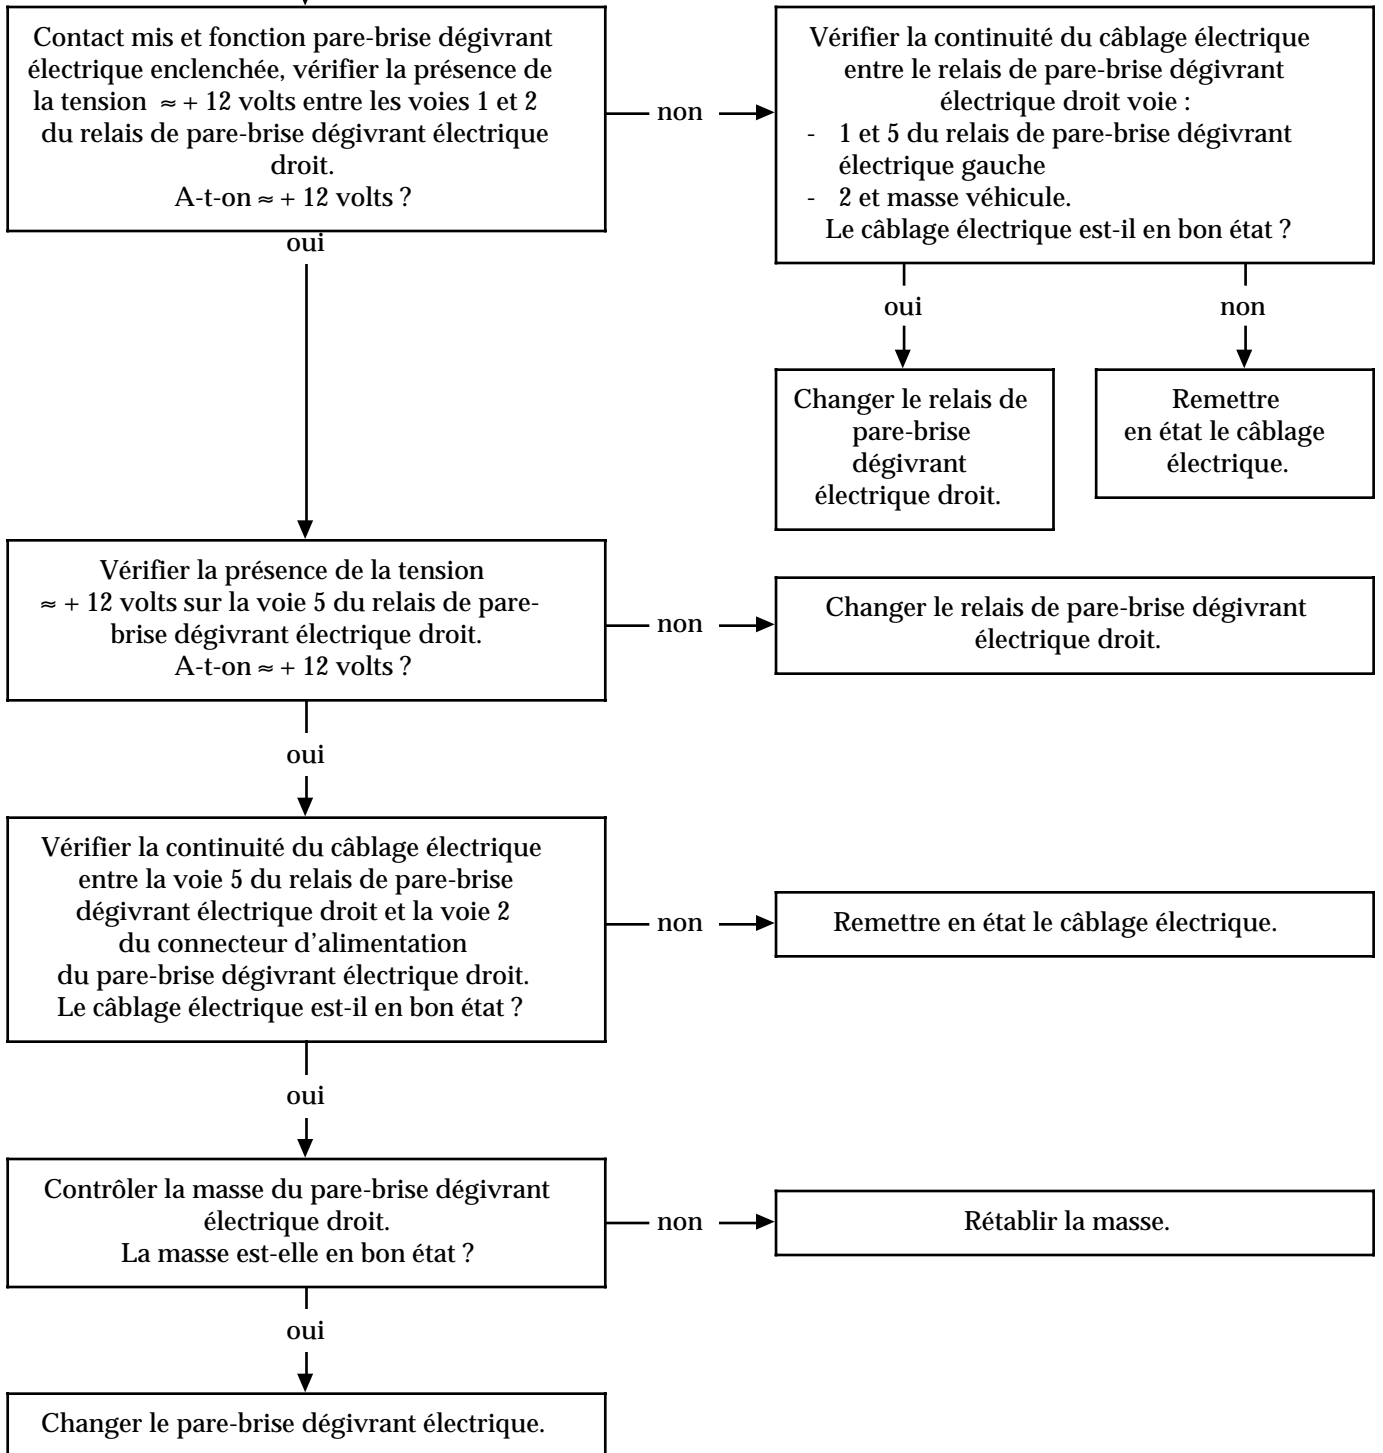 Contact mis et fonction pare-brise dégivrant
électrique enclenchée, vérifier la présence de
la tension ≈ + 12 volts entre les voies 1 et 2
du relais de pare-brise dégivrant électrique
droit.
A-t-on ≈ + 12 volts ?
non
Vérifier la continuité du câblage électrique
entre le relais de pare-brise dégivrant
électrique droit voie :
- 1 et 5 du relais de pare-brise dégivrant
électrique gauche
- 2 et masse véhicule.
Le câblage électrique est-il en bon état ?
oui
oui
non
Changer le relais de
pare-brise
dégivrant
électrique droit.
Remettre
en état le câblage
électrique.
Vérifier la présence de la tension
≈ + 12 volts sur la voie 5 du relais de pare-
brise dégivrant électrique droit.
A-t-on ≈ + 12 volts ?
non
Changer le relais de pare-brise dégivrant
électrique droit.
oui
Vérifier la continuité du câblage électrique
entre la voie 5 du relais de pare-brise
dégivrant électrique droit et la voie 2
du connecteur d'alimentation
du pare-brise dégivrant électrique droit.
Le câblage électrique est-il en bon état ?
non
Remettre en état le câblage électrique.
oui
Contrôler la masse du pare-brise dégivrant
électrique droit.
La masse est-elle en bon état ?
non
Rétablir la masse.
oui
Changer le pare-brise dégivrant électrique.